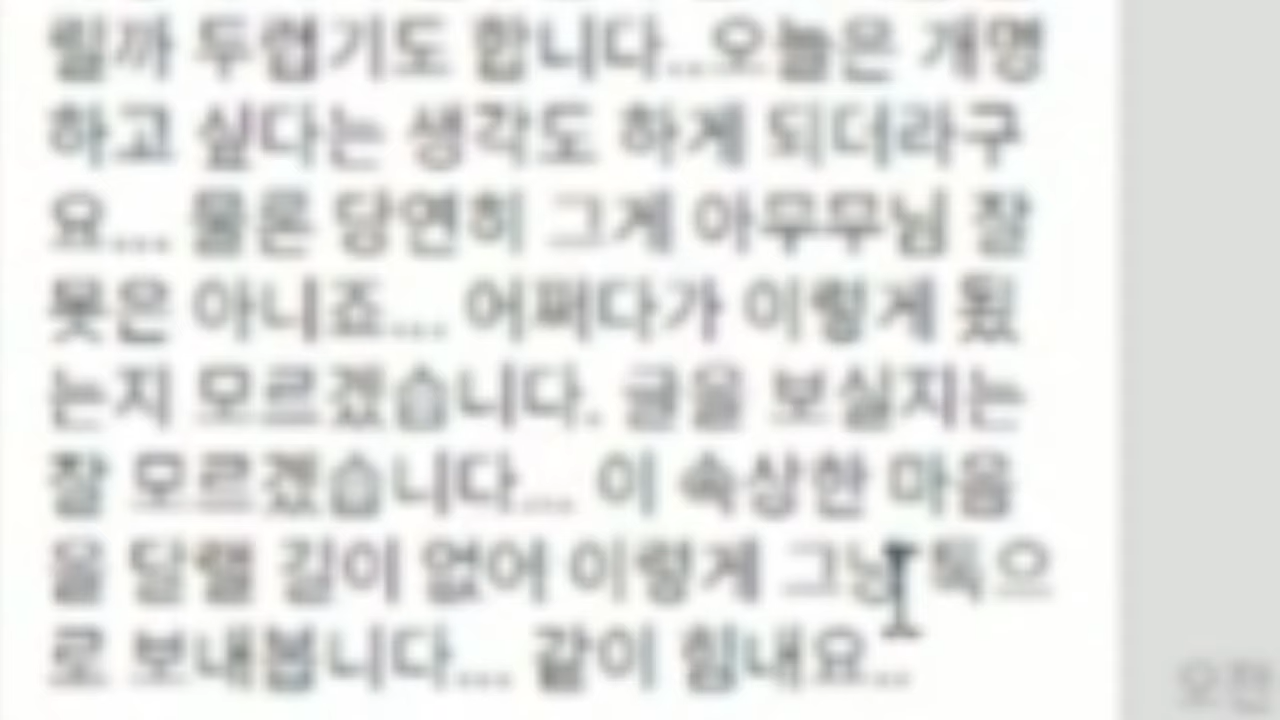 릴까 두렵기도 합니다..오늘은 개명
하고 싶다는 생각도 하게 되더라구
요... 물론 당연히 그게 아무무님 잘
못은 아니죠... 어쩌다가 이렇게 됬
는지 모르겠습니다. 글을 보실지는
잘 모르겠습니다... 이 속상한 마음
을 달랠 길이 없어 이렇게 그냥 톡으
로 보내봅니다... 같이 힘내요..
오전